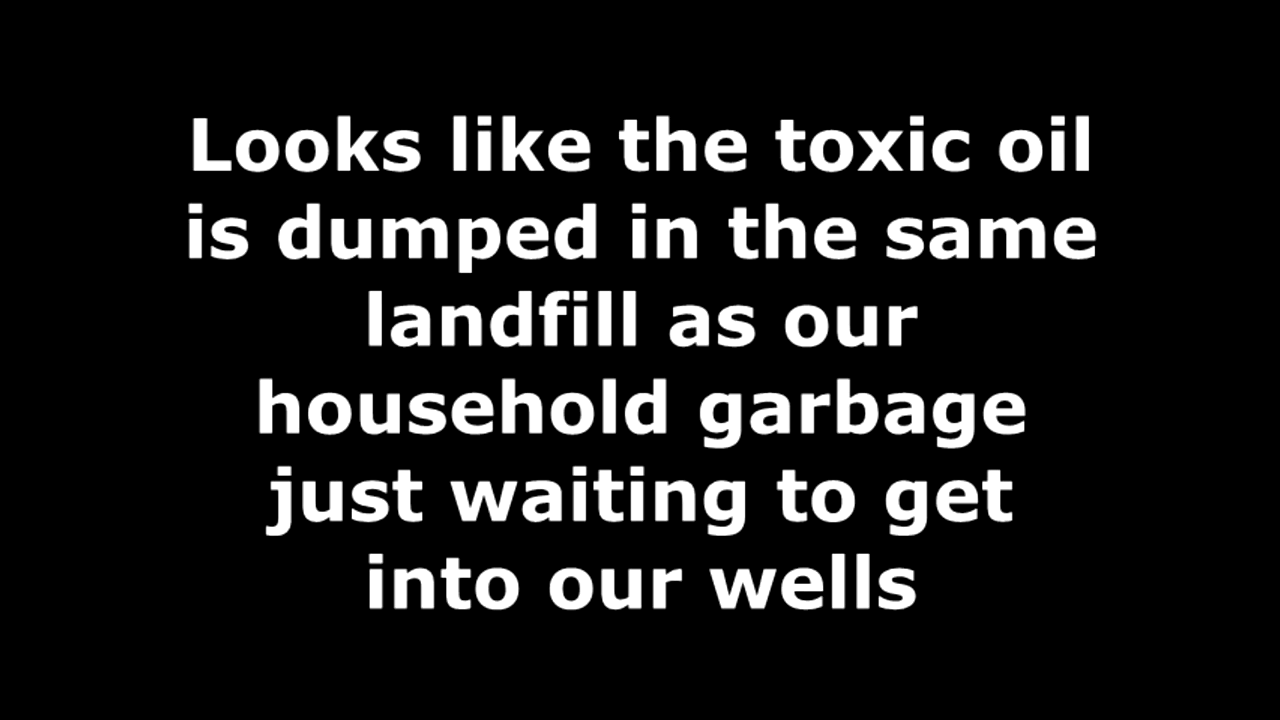 Looks like the toxic oil
is dumped in the same
landfill as our
household garbage
just waiting to get
into our wells